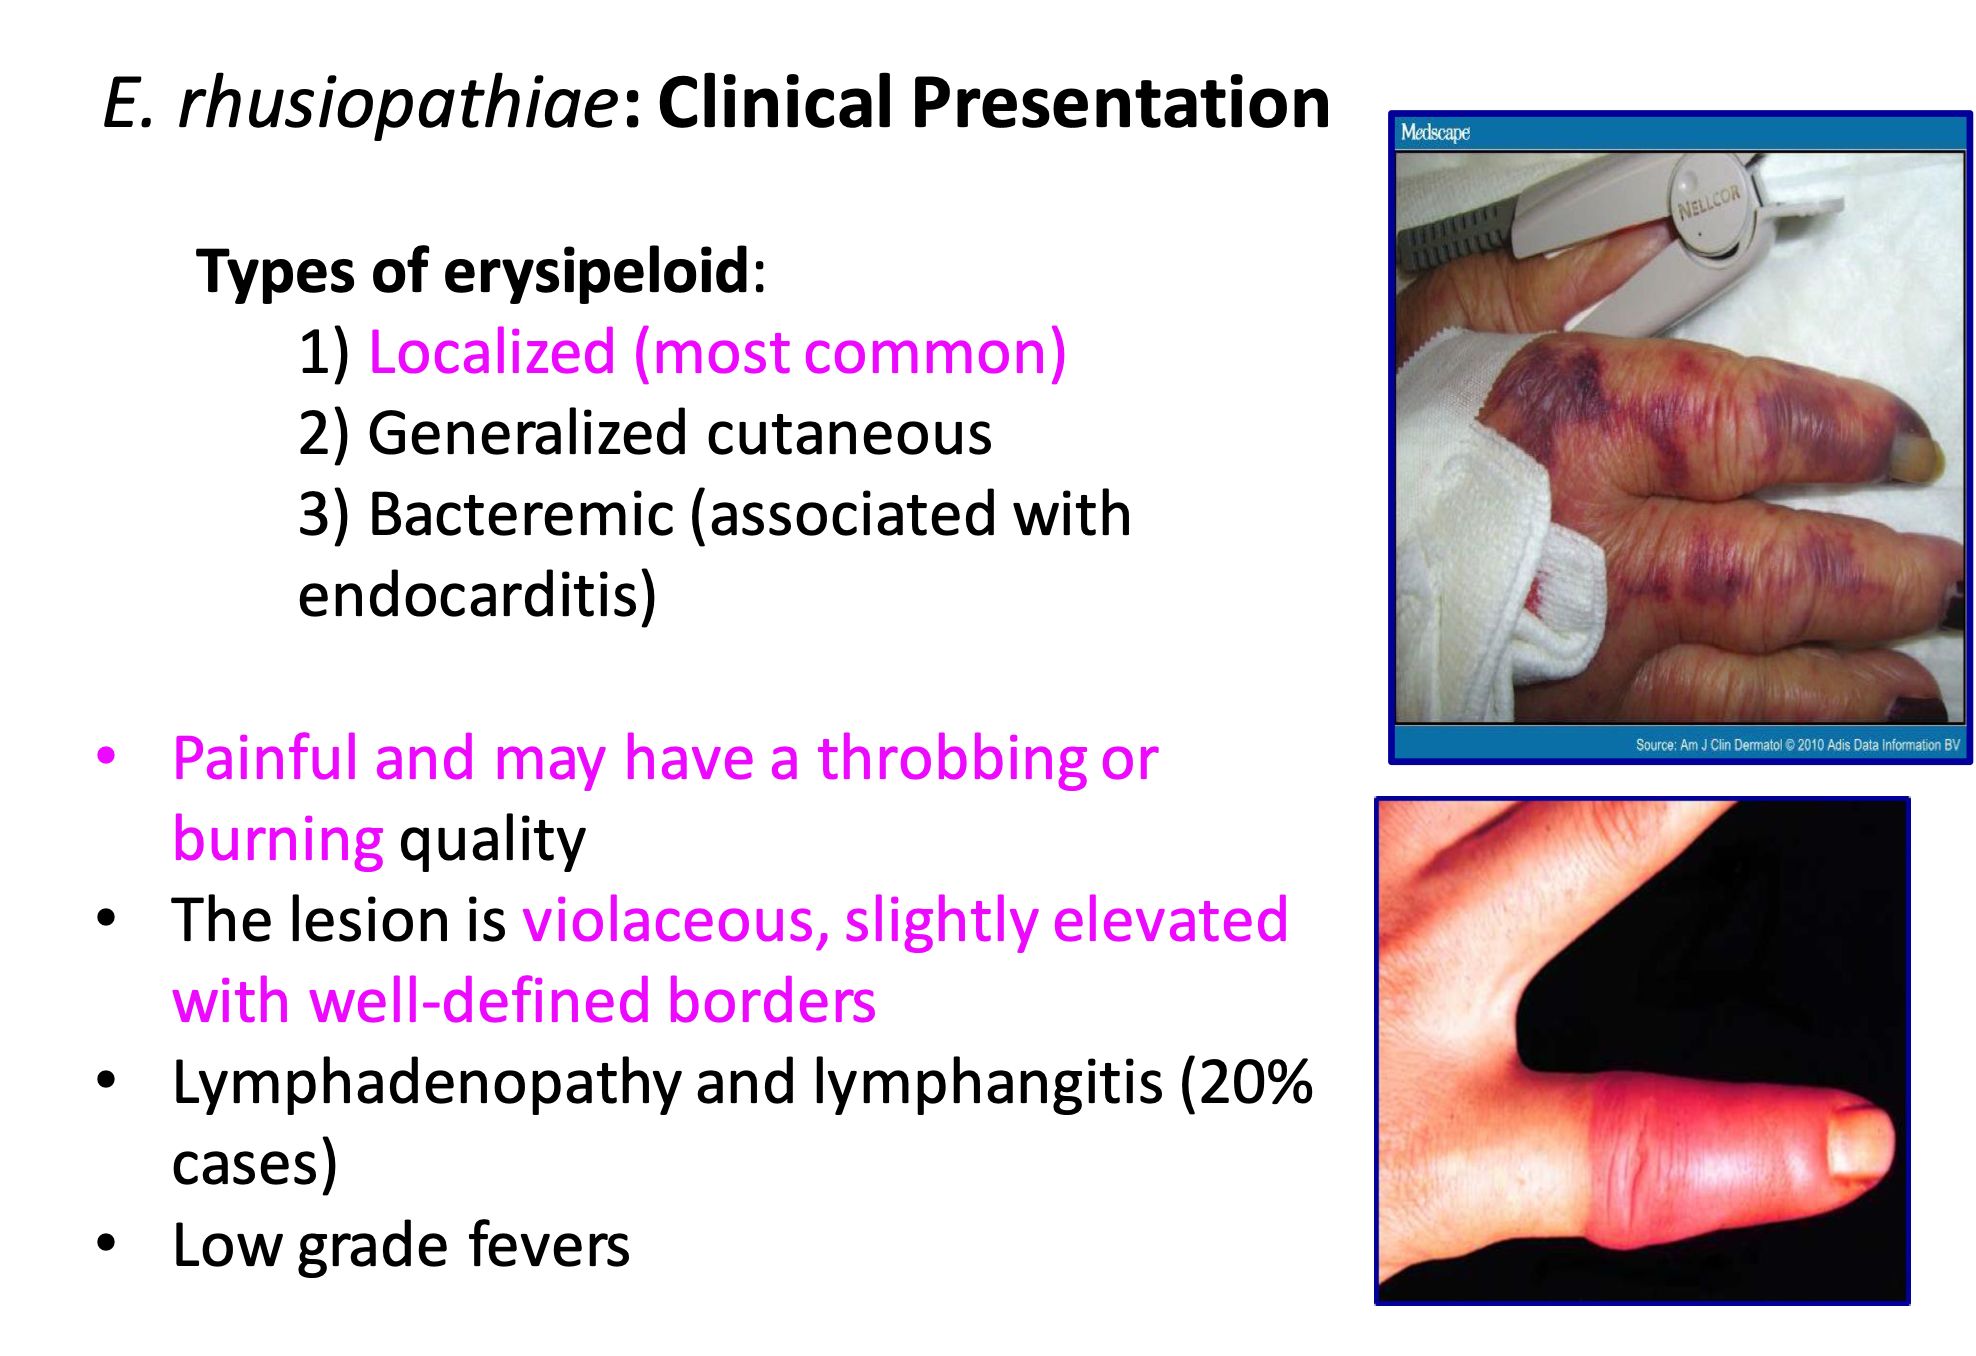 E. rhusiopathiae: Clinical Presentation
Types of erysipeloid:
1) Localized (most common)
2) Generalized cutaneous
3) Bacteremic (associated with
endocarditis)
• Painful and may have a throbbing or
burning quality
• The lesion is violaceous, slightly elevated
with well-defined borders
• Lymphadenopathy and lymphangitis (20%
cases)
• Low grade fevers
Medscape
NELLCOR
Source: Am J Clin Dermatol © 2010 Adis Data Information BV